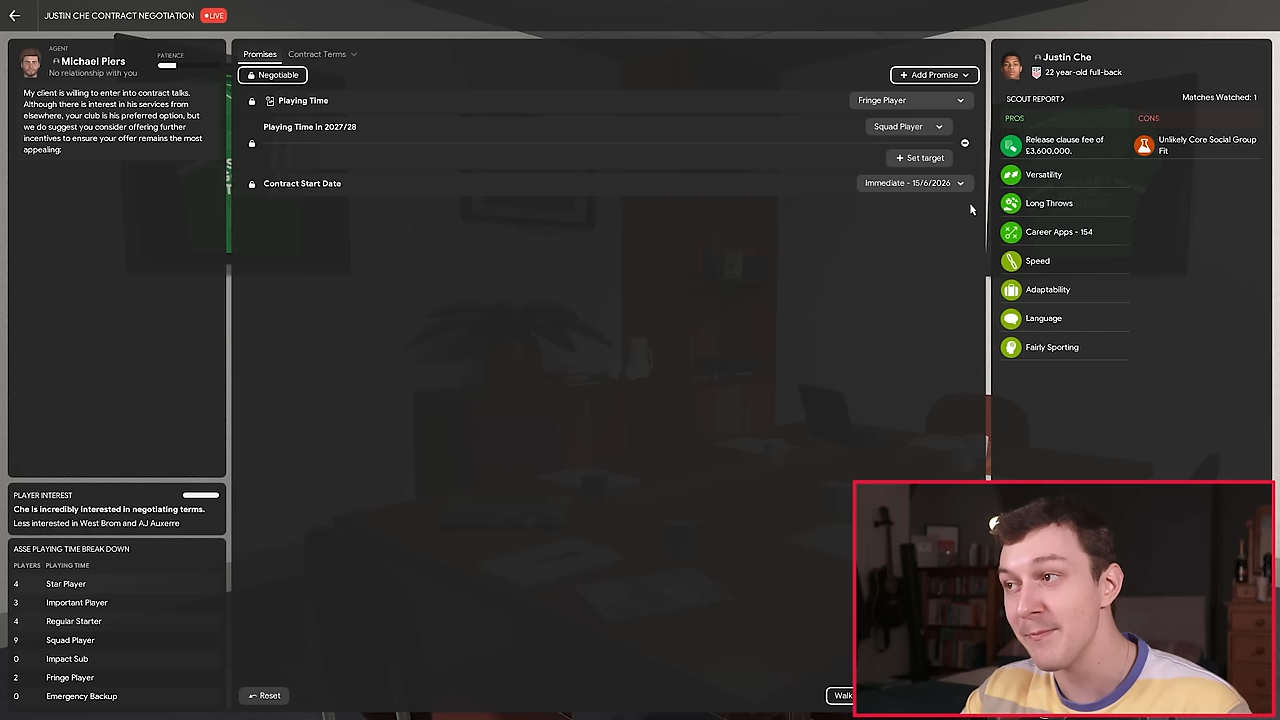 JUSTIN CHE CONTRACT NEGOTIATION
LIVE
AGENT
Michael Piers
No relationship with you
PATIENCE
My client is willing to enter into contract talks.
Although there is interest in his services from
elsewhere, your club is his preferred option, but
we do suggest you consider offering further
incentives to ensure your offer remains the most
appealing:
PLAYER INTEREST
Che is incredibly interested in negotiating terms.
Less interested in West Brom and AJ Auxerre
ASSE PLAYING TIME BREAK DOWN
PLAYERS PLAYING TIME
4 Star Player
3 Important Player
4 Regular Starter
9 Squad Player
0 Impact Sub
2 Fringe Player
0 Emergency Backup
Promises
Contract Terms
Negotiable
+ Add Promise
Playing Time
Fringe Player
Playing Time in 2027/28
Squad Player
+ Set target
Contract Start Date
Immediate - 15/6/2026
Reset
Walk
Justin Che
22 year-old full-back
SCOUT REPORT>
Matches Watched: 1
PROS
Release clause fee of
£3,600,000.
Versatility
Long Throws
Career Apps - 154
Speed
Adaptability
Language
Fairly Sporting
CONS
Unlikely Core Social Group
Fit